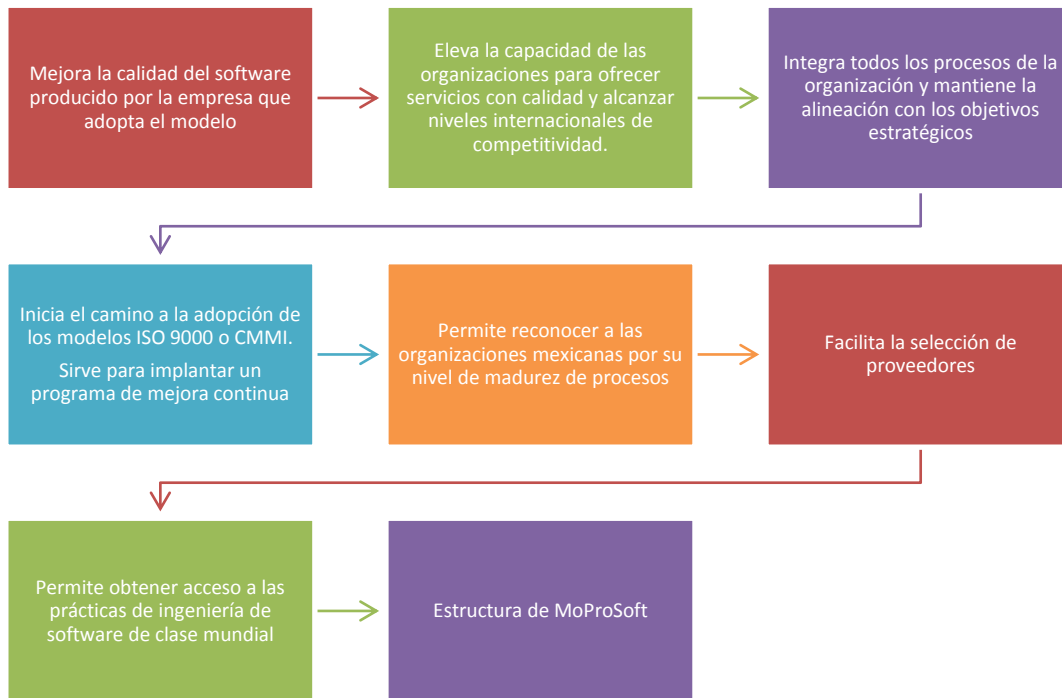 Mejora la calidad del software
producido por la empresa que
adopta el modelo
Eleva la capacidad de las
organizaciones para ofrecer
servicios con calidad y alcanzar
niveles internacionales de
competitividad.
Integra todos los procesos de la
organización y mantiene la
alineación con los objetivos
estratégicos
Inicia el camino a la adopción de
los modelos ISO 9000 o CMMI.
Sirve para implantar un
programa de mejora continua
Permite reconocer a las
organizaciones mexicanas por su
nivel de madurez de procesos
Facilita la selección de
proveedores
Permite obtener acceso a las
prácticas de ingeniería de
software de clase mundial
Estructura de MoProSoft